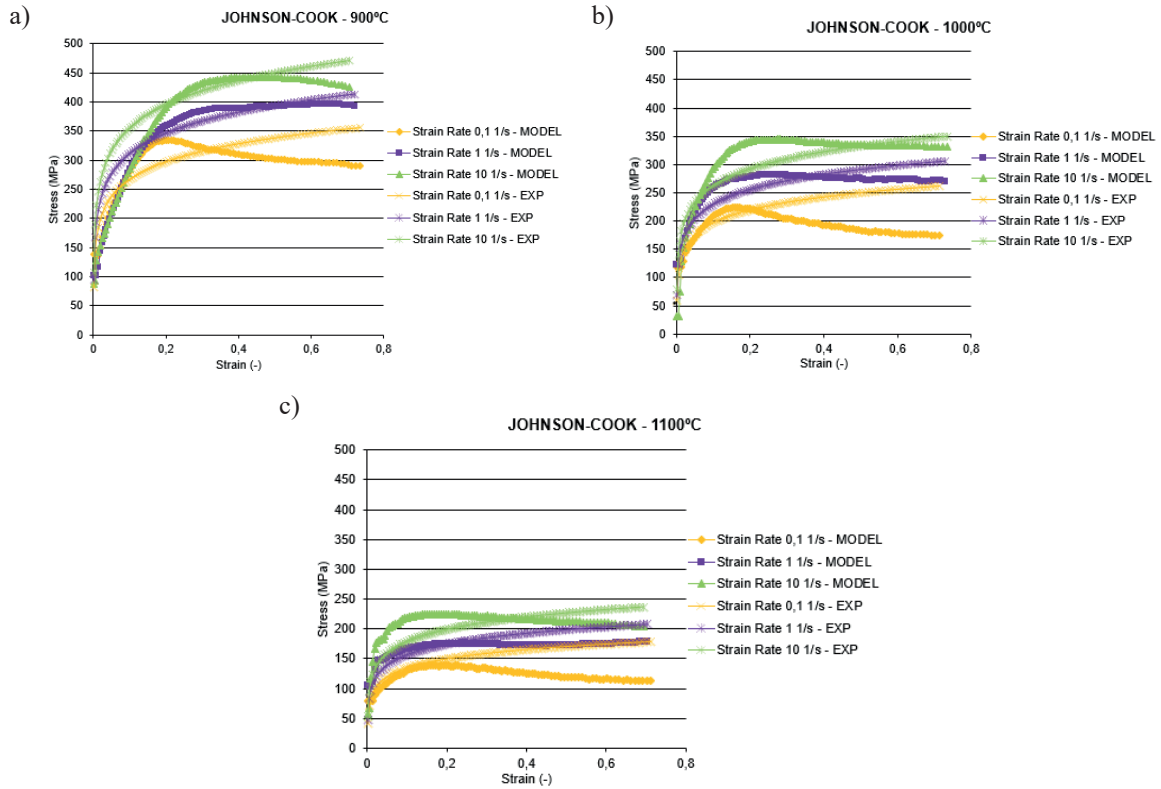 a)
JOHNSON-COOK - 900ºC
500
450
400
350
300
250
200
150
100
50
0
Stress (MPa)
0
0,2
0,4
0,6
0,8
Strain (-)
Strain Rate 0,1 1/s - MODEL
Strain Rate 1 1/s - MODEL
Strain Rate 10 1/s - MODEL
Strain Rate 0,1 1/s - EXP
Strain Rate 1 1/s - EXP
Strain Rate 10 1/s - EXP
b)
JOHNSON-COOK - 1000ºC
500
450
400
350
300
250
200
150
100
50
0
Stress (MPa)
0
0,2
0,4
0,6
0,8
Strain (-)
Strain Rate 0,1 1/s - MODEL
Strain Rate 1 1/s - MODEL
Strain Rate 10 1/s - MODEL
Strain Rate 0,1 1/s - EXP
Strain Rate 1 1/s - EXP
Strain Rate 10 1/s - EXP
c)
JOHNSON-COOK - 1100ºC
500
450
400
350
300
250
200
150
100
50
0
Stress (MPa)
0
0,2
0,4
0,6
0,8
Strain (-)
Strain Rate 0,1 1/s - MODEL
Strain Rate 1 1/s - MODEL
Strain Rate 10 1/s - MODEL
Strain Rate 0,1 1/s - EXP
Strain Rate 1 1/s - EXP
Strain Rate 10 1/s - EXP